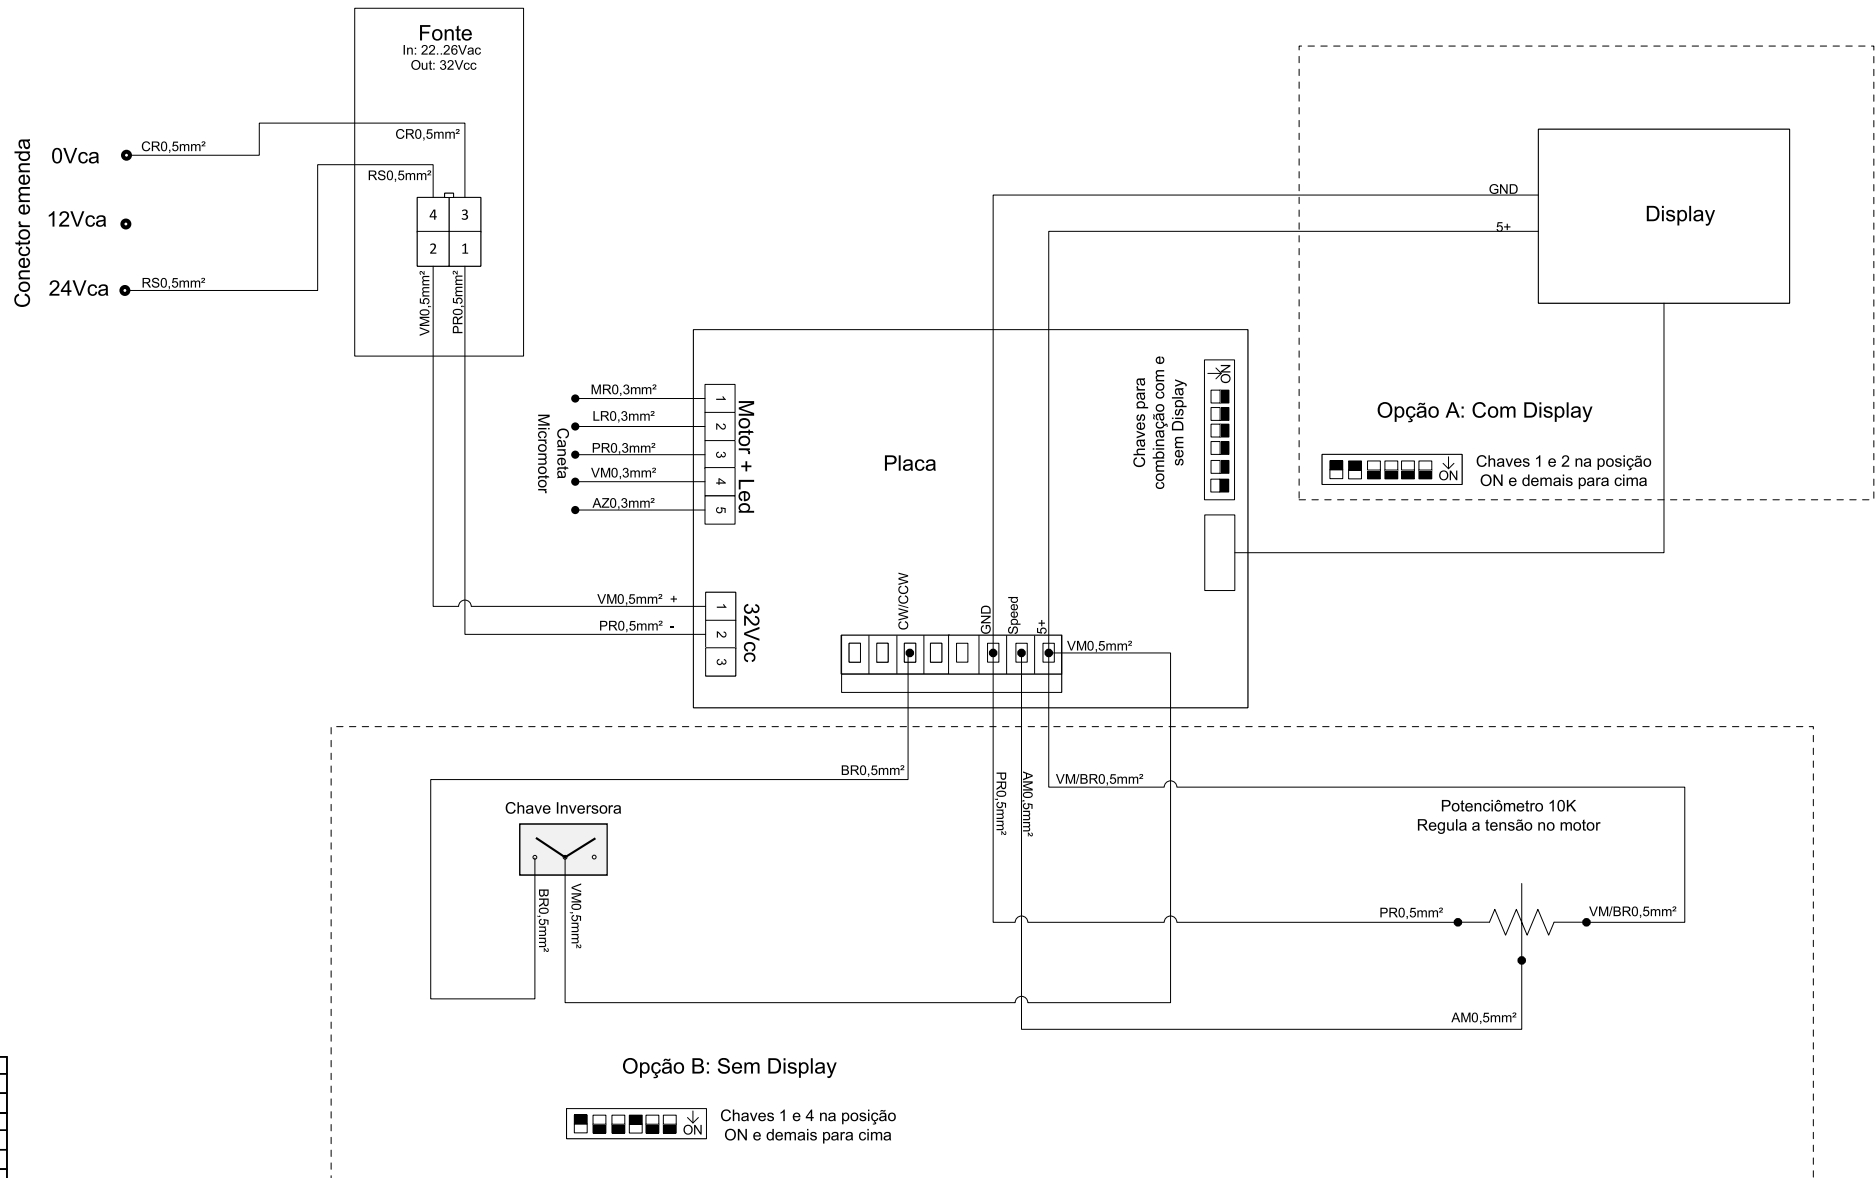 Fonte
In: 22..26Vac
Out: 32Vcc
Conector emenda
0Vca
CR0,5mm²
CR0,5mm²
RS0,5mm²
12Vca
24Vca
RS0,5mm²
4
3
2
1
VM0,5mm²
PR0,5mm²
GND
5+
Display
Opção A: Com Display
ON
Chaves 1 e 2 na posição
ON e demais para cima
MR0,3mm²
LR0,3mm²
PR0,3mm²
VM0,3mm²
AZ0,3mm²
Caneta
Micromotor
1
2
3
4
5
Motor + Led
Placa
Chaves para
combinação com e
sem Display
ON
VM0,5mm² +
PR0,5mm² -
1
2
3
32Vcc
CW/CCW
GND
Speed
5+
VM0,5mm²
BR0,5mm²
PR0,5mm²
AM0,5mm²
VM/BR0,5mm²
Chave Inversora
BR0,5mm²
VM0,5mm²
Potenciômetro 10K
Regula a tensão no motor
PR0,5mm²
VM/BR0,5mm²
AM0,5mm²
Opção B: Sem Display
ON
Chaves 1 e 4 na posição
ON e demais para cima